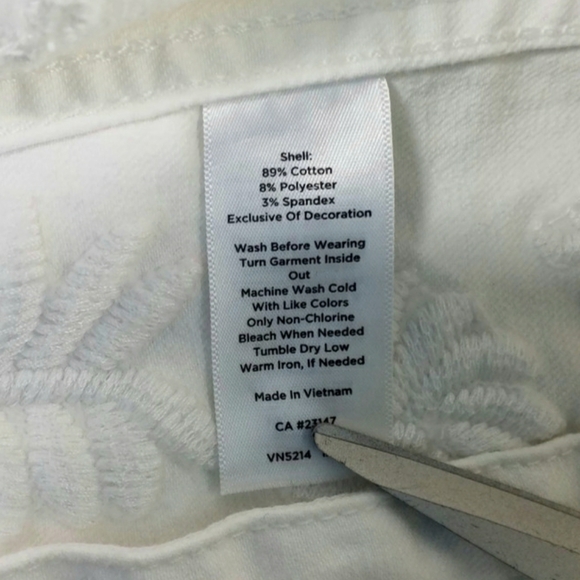 Shell:
89% Cotton
8% Polyester
3% Spandex
Exclusive Of Decoration
Wash Before Wearing
Turn Garment Inside
Out
Machine Wash Cold
With Like Colors
Only Non-Chlorine
Bleach When Needed
Tumble Dry Low
Warm Iron, If Needed
Made In Vietnam
CA #23147
VN5214